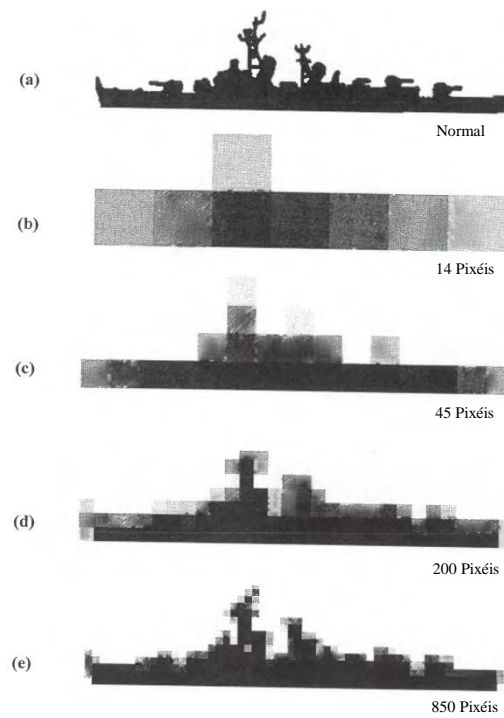 (a)
Normal
(b)
14 Pixéis
(c)
45 Pixéis
(d)
200 Pixéis
(e)
850 Pixéis